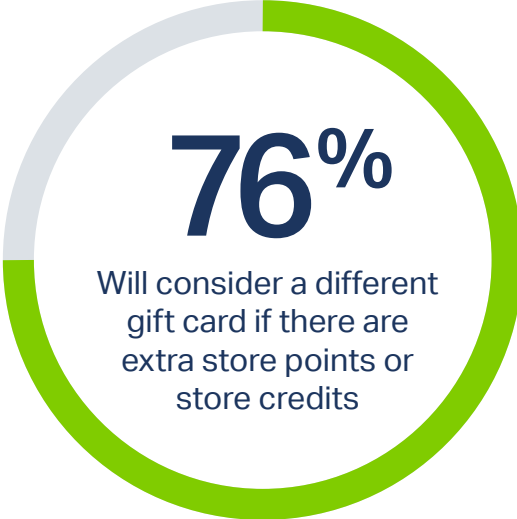 76%
Will consider a different
gift card if there are
extra store points or
store credits